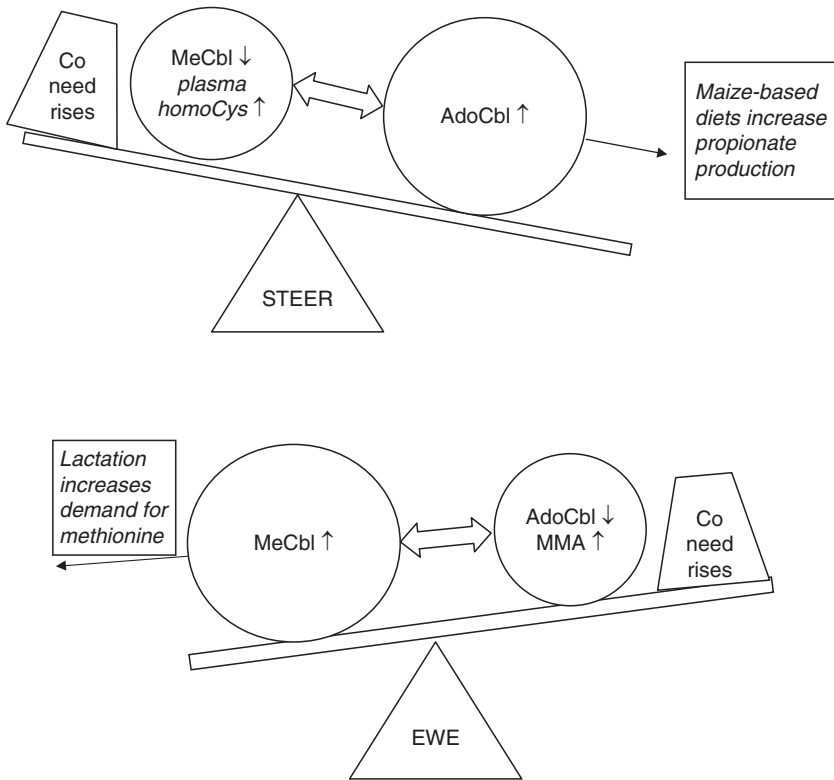 Co
need
rises
MeCbl ↓
plasma
homoCys ↑
AdoCbl ↑
Maize-based
diets increase
propionate
production
STEER
Lactation
increases
demand for
methionine
MeCbl ↑
AdoCbl ↓
MMA ↑
Co
need
rises
EWE